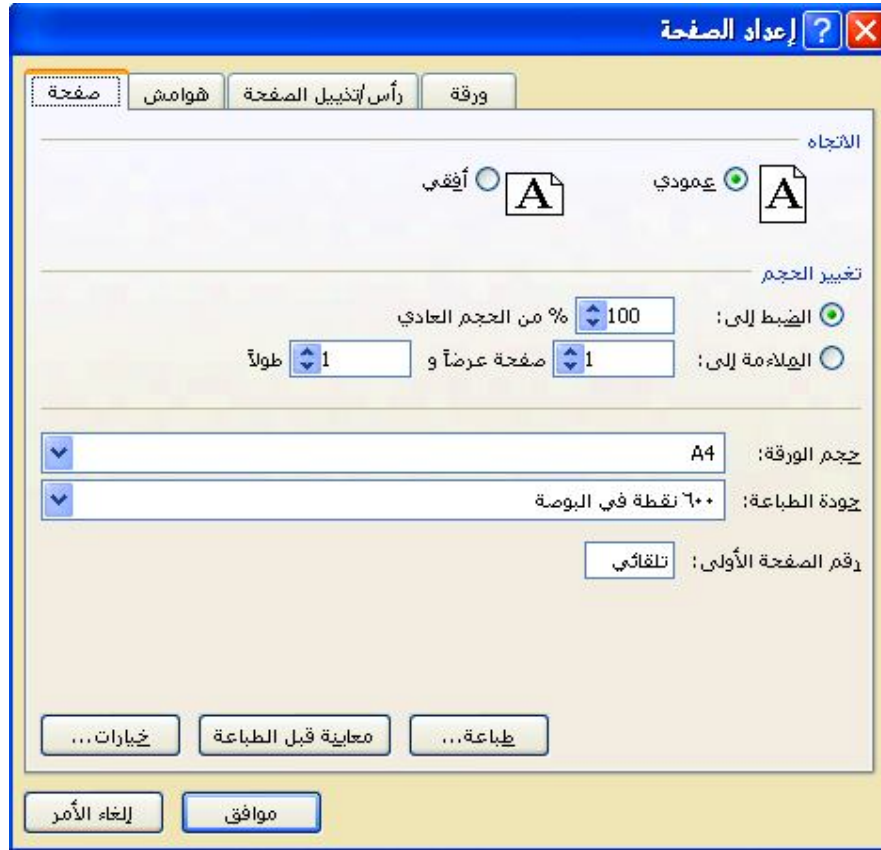 إعداد الصفحة
صفحة هوامش رأس/تذييل الصفحة ورقة
الاتجاه
A عمودي A أفقي
تغيير الحجم
الضبط إلى: 100 % من الحجم العادي
الملاءمة إلى: 1 صفحة عرضاً و 1 طولاً
حجم الورقة: A4
جودة الطباعة: ٦٠٠ نقطة في البوصة
رقم الصفحة الأولى: تلقائي
طباعة... معاينة قبل الطباعة خيارات...
موافق إلغاء الأمر